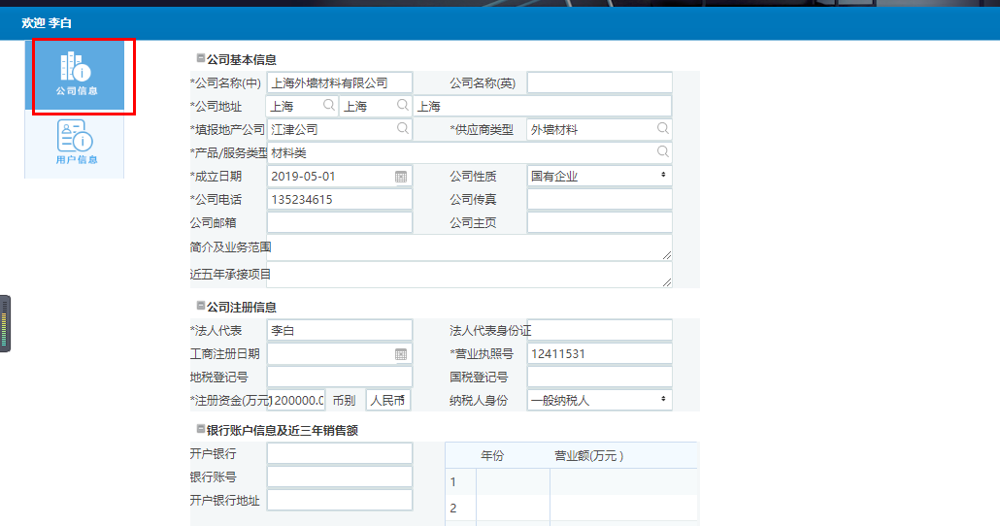 欢迎 李白
公司信息
用户信息
公司基本信息
*公司名称(中) 上海外墙材料有限公司 公司名称(英)
*公司地址 上海 上海 上海
*填报地产公司 江津公司 *供应商类型 外墙材料
*产品/服务类型 材料类
*成立日期 2019-05-01 公司性质 国有企业
*公司电话 135234615 公司传真
公司邮箱 公司主页
简介及业务范围
近五年承接项目
公司注册信息
*法人代表 李白 法人代表身份证
工商注册日期 *营业执照号 12411531
地税登记号 国税登记号
*注册资金(万元 1200000.0 币别 人民币 纳税人身份 一般纳税人
银行账户信息及近三年销售额
开户银行 年份 营业额(万元 )
银行账号 1
开户银行地址 2